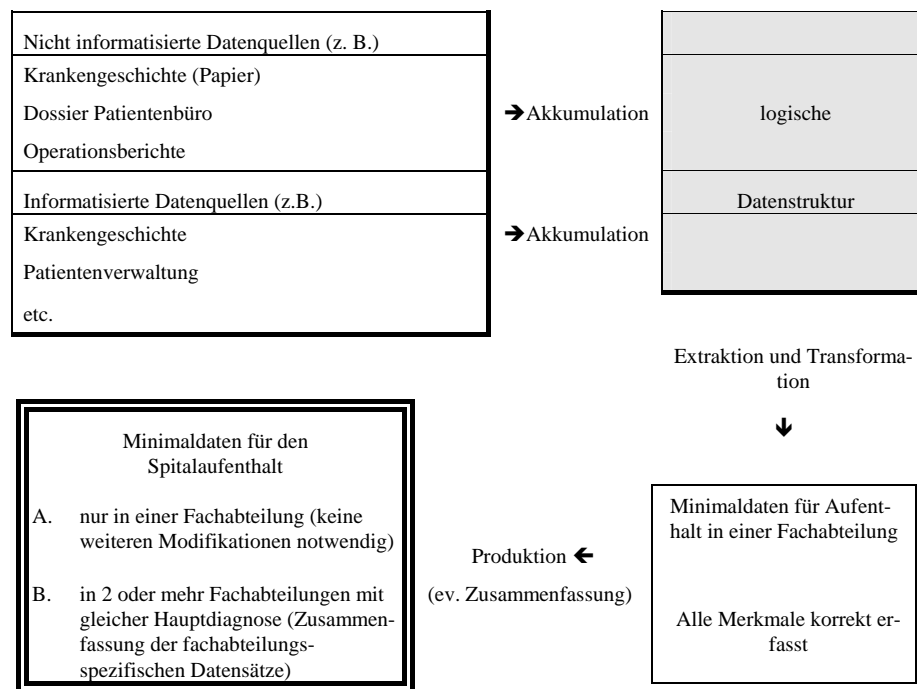 Nicht informatisierte Datenquellen (z. B.)
Krankengeschichte (Papier)
Dossier Patientenbüro
➔Akkumulation
logische
Operationsberichte
Informatisierte Datenquellen (z.B.)
Datenstruktur
Krankengeschichte
➔Akkumulation
Patientenverwaltung
etc.
Extraktion und Transforma-
tion
🡻
Minimaldaten für Aufent-
halt in einer Fachabteilung
Alle Merkmale korrekt er-
fasst
Produktion 🡸
(ev. Zusammenfassung)
Minimaldaten für den
Spitalaufenthalt
A. nur in einer Fachabteilung (keine
weiteren Modifikationen notwendig)
B. in 2 oder mehr Fachabteilungen mit
gleicher Hauptdiagnose (Zusammen-
fassung der fachabteilungs-
spezifischen Datensätze)